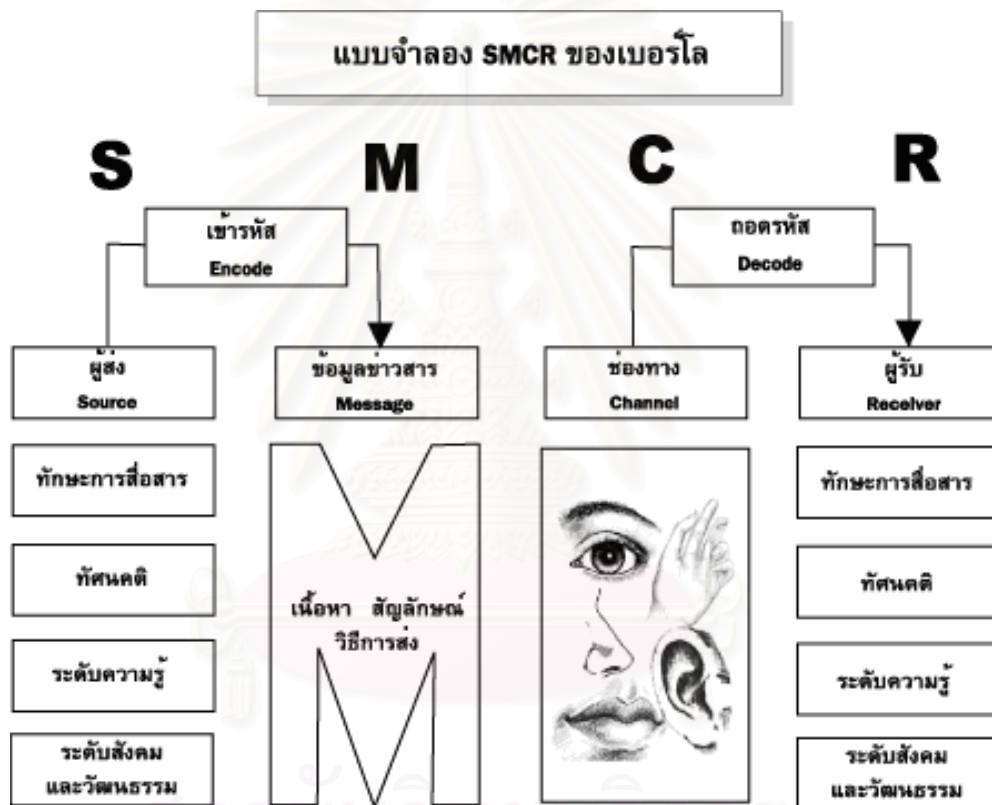 แบบจำลอง SMCR ของเบอร์โล
S M C R
เข้ารหัส
Encode
ถอดรหัส
Decode
ผู้ส่ง
Source
ข้อมูลข่าวสาร
Message
ช่องทาง
Channel
ผู้รับ
Receiver
ทักษะการสื่อสาร
ทัศนคติ
ระดับความรู้
ระดับสังคม
และวัฒนธรรม
เนื้อหา สัญลักษณ์
วิธีการส่ง
ทักษะการสื่อสาร
ทัศนคติ
ระดับความรู้
ระดับสังคม
และวัฒนธรรม